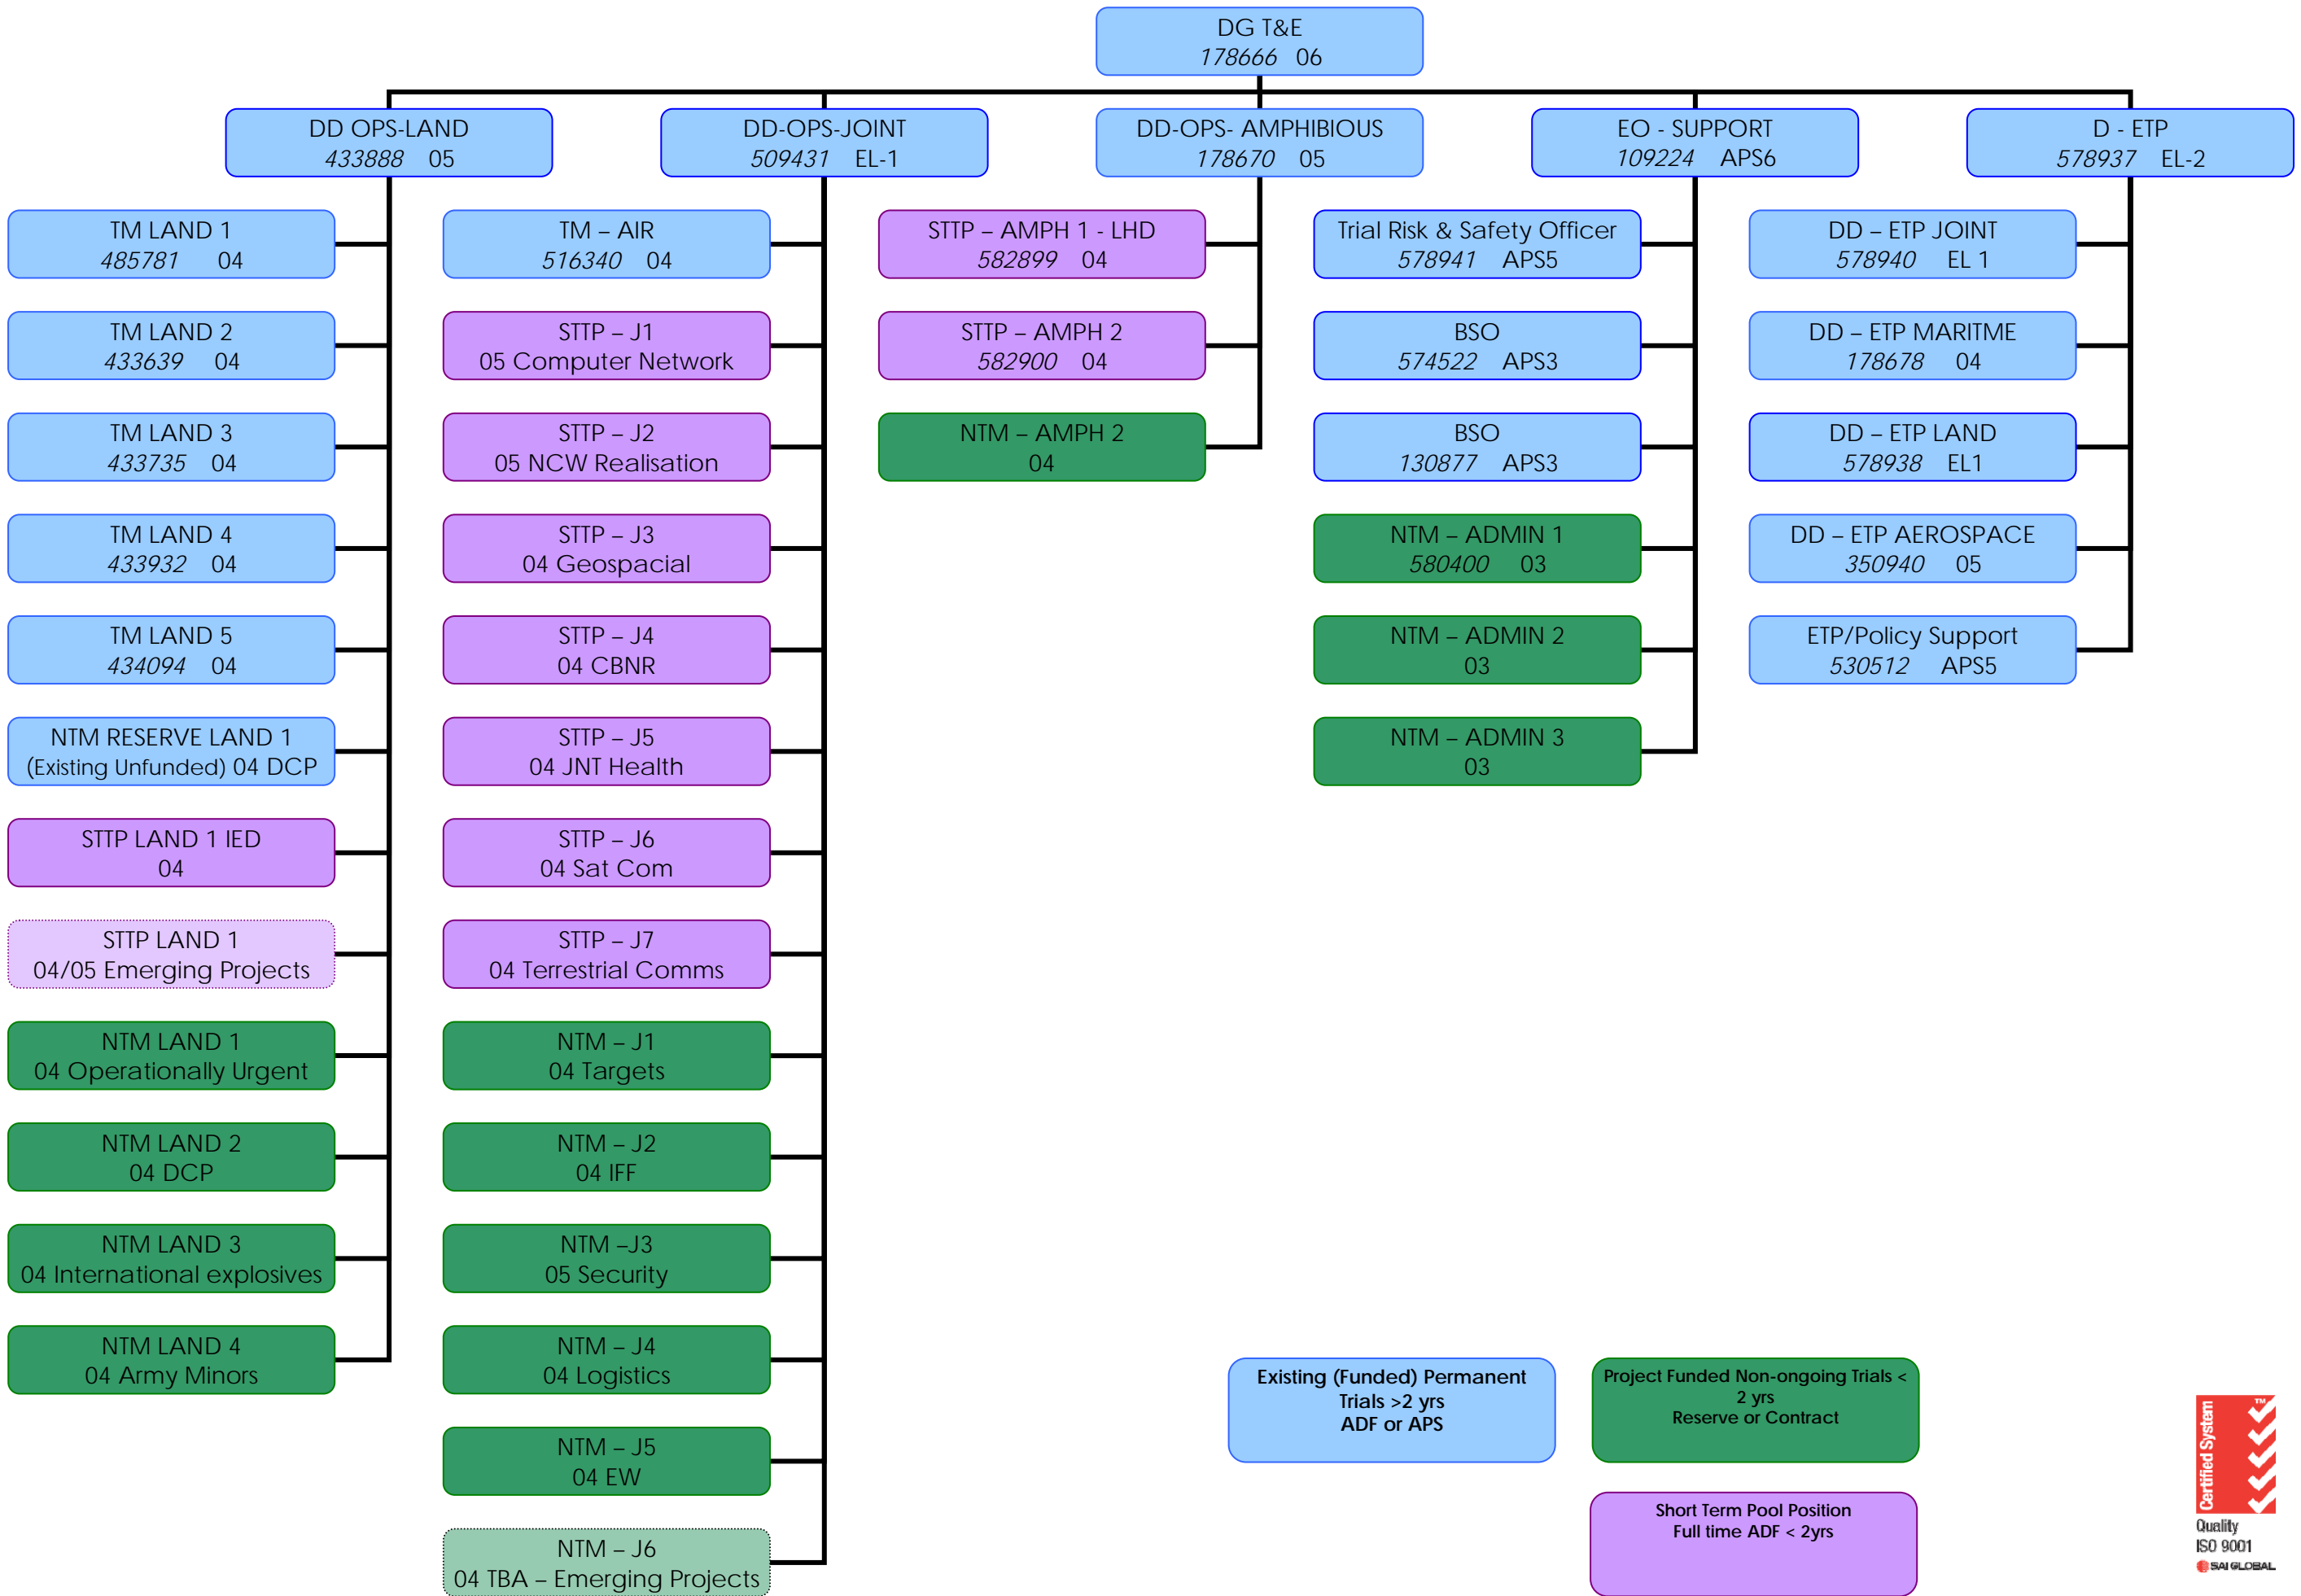 DG T&E
178666 06
DD OPS-LAND
433888 05
DD-OPS-JOINT
509431 EL-1
DD-OPS- AMPHIBIOUS
178670 05
EO - SUPPORT
109224 APS6
D - ETP
578937 EL-2
TM LAND 1
485781 04
TM LAND 2
433639 04
TM LAND 3
433735 04
TM LAND 4
433932 04
TM LAND 5
434094 04
NTM RESERVE LAND 1
(Existing Unfunded) 04 DCP
STTP LAND 1 IED
04
STTP LAND 1
04/05 Emerging Projects
NTM LAND 1
04 Operationally Urgent
NTM LAND 2
04 DCP
NTM LAND 3
04 International explosives
NTM LAND 4
04 Army Minors
TM – AIR
516340 04
STTP – J1
05 Computer Network
STTP – J2
05 NCW Realisation
STTP – J3
04 Geospacial
STTP – J4
04 CBNR
STTP – J5
04 JNT Health
STTP – J6
04 Sat Com
STTP – J7
04 Terrestrial Comms
NTM – J1
04 Targets
NTM – J2
04 IFF
NTM –J3
05 Security
NTM – J4
04 Logistics
NTM – J5
04 EW
NTM – J6
04 TBA – Emerging Projects
STTP – AMPH 1 - LHD
582899 04
STTP – AMPH 2
582900 04
NTM – AMPH 2
04
Trial Risk & Safety Officer
578941 APS5
BSO
574522 APS3
BSO
130877 APS3
NTM – ADMIN 1
580400 03
NTM – ADMIN 2
03
NTM – ADMIN 3
03
DD – ETP JOINT
578940 EL 1
DD – ETP MARITME
178678 04
DD – ETP LAND
578938 EL1
DD – ETP AEROSPACE
350940 05
ETP/Policy Support
530512 APS5
Existing (Funded) Permanent
Trials >2 yrs
ADF or APS
Project Funded Non-ongoing Trials <
2 yrs
Reserve or Contract
Short Term Pool Position
Full time ADF < 2yrs
Certified System
TM
Quality
ISO 9001
SAI GLOBAL